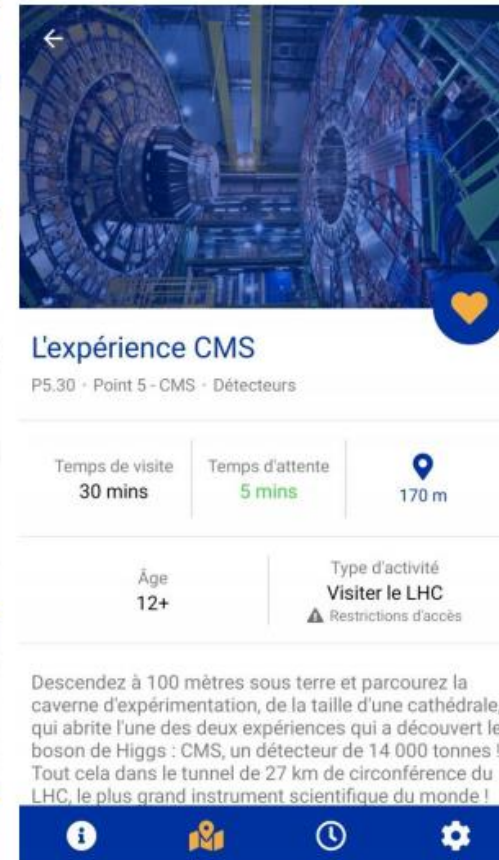 L'expérience CMS
P5.30 · Point 5 - CMS · Détecteurs
Temps de visite
30 mins
Temps d'attente
5 mins
170 m
Âge
12+
Type d'activité
Visiter le LHC
Restrictions d'accès
Descendez à 100 mètres sous terre et parcourez la
caverne d'expérimentation, de la taille d'une cathédrale,
qui abrite l'une des deux expériences qui a découvert le
boson de Higgs : CMS, un détecteur de 14 000 tonnes !
Tout cela dans le tunnel de 27 km de circonférence du
LHC, le plus grand instrument scientifique du monde !